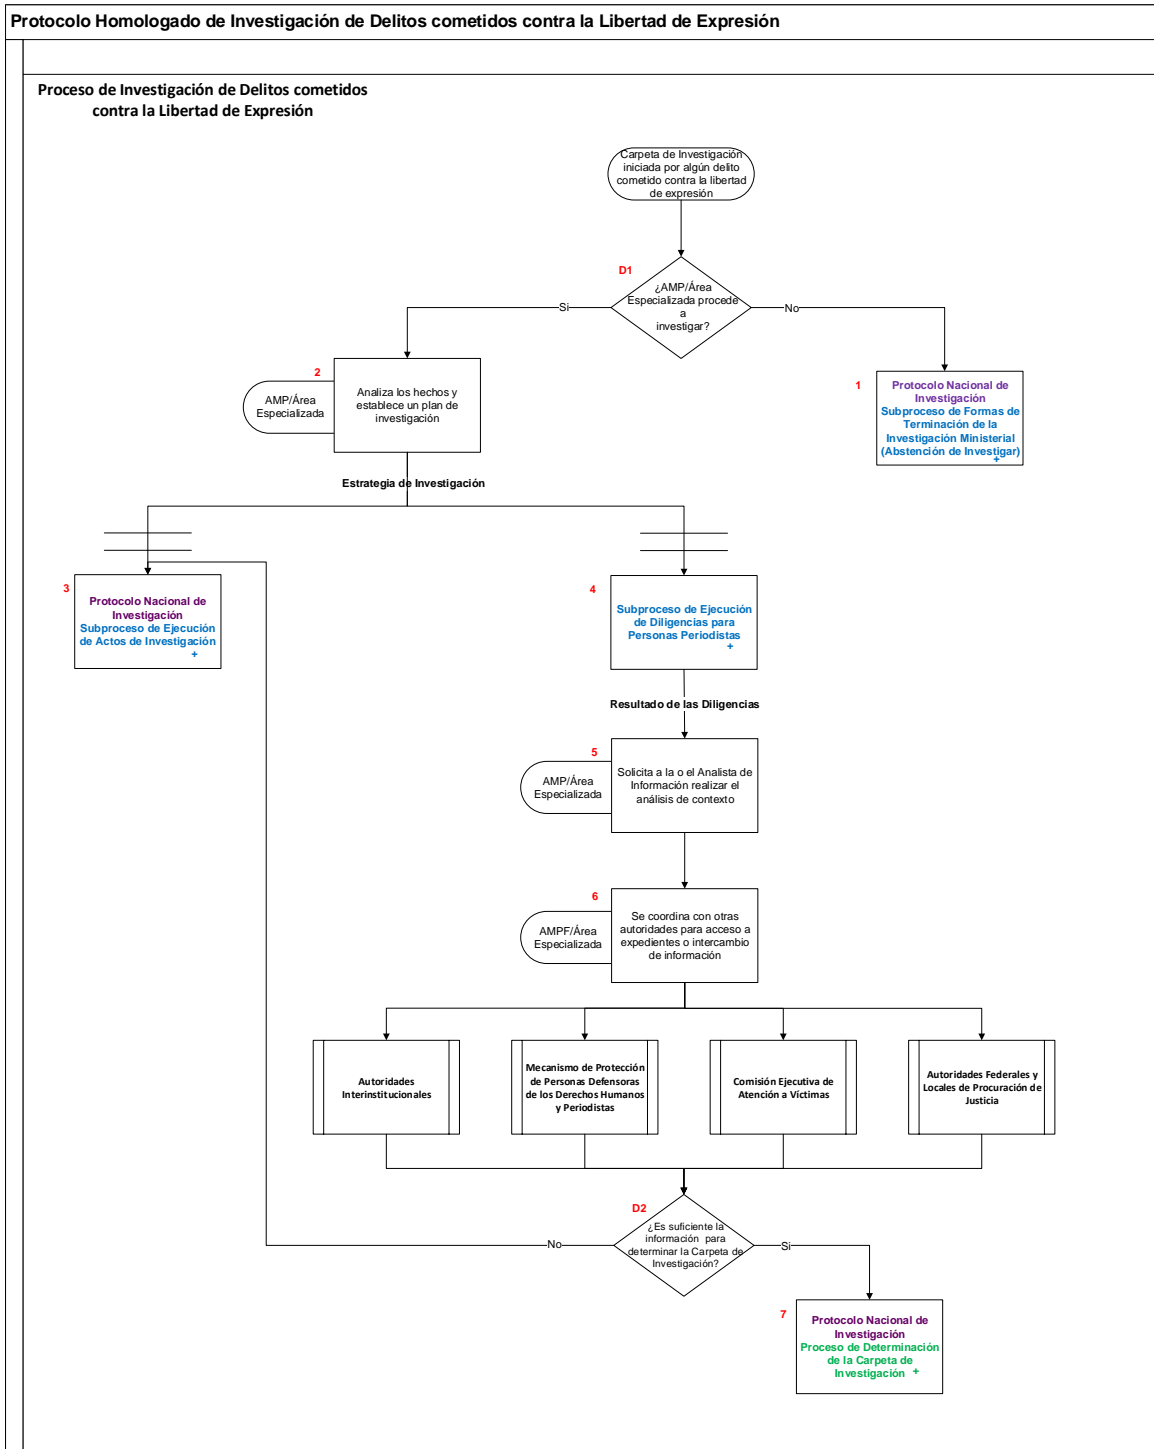 Protocolo Homologado de Investigación de Delitos cometidos contra la Libertad de Expresión
Proceso de Investigación de Delitos cometidos
contra la Libertad de Expresión
Carpeta de Investigación
iniciada por algún delito
cometido contra la libertad
de expresión
D1
¿AMP/Área
Especializada procede
a
investigar?
Si
No
2
AMP/Área
Especializada
Analiza los hechos y
establece un plan de
investigación
1
Protocolo Nacional de
Investigación
Subproceso de Formas de
Terminación de la
Investigación Ministerial
(Abstención de Investigar)
+
Estrategia de Investigación
3
Protocolo Nacional de
Investigación
Subproceso de Ejecución
de Actos de Investigación
+
4
Subproceso de Ejecución
de Diligencias para
Personas Periodistas
+
Resultado de las Diligencias
5
AMP/Área
Especializada
Solicita a la o el Analista de
Información realizar el
análisis de contexto
6
AMPF/Área
Especializada
Se coordina con otras
autoridades para acceso a
expedientes o intercambio
de información
Autoridades
Interinstitucionales
Mecanismo de Protección
de Personas Defensoras
de los Derechos Humanos
y Periodistas
Comisión Ejecutiva de
Atención a Víctimas
Autoridades Federales y
Locales de Procuración de
Justicia
D2
¿Es suficiente la
información para
determinar la Carpeta de
Investigación?
No
Si
7
Protocolo Nacional de
Investigación
Proceso de Determinación
de la Carpeta de
Investigación +